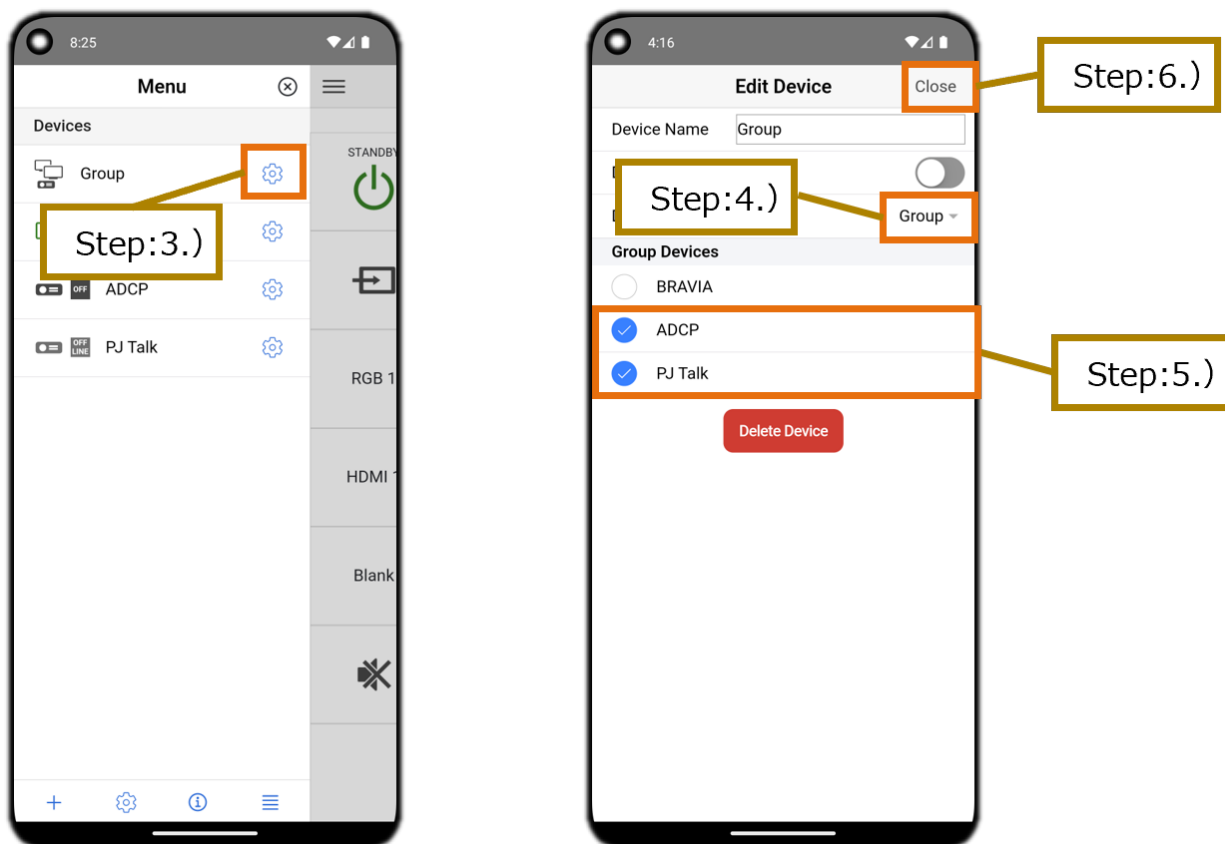 8:25
Menu
Devices
STANDBY
Group
Step:3.)
OFF ADCP
OFF LINE PJ Talk
RGB 1
HDMI 1
Blank
4:16
Edit Device Close
Step:6.)
Device Name Group
Step:4.)
Group
Group Devices
BRAVIA
ADCP
PJ Talk
Step:5.)
Delete Device